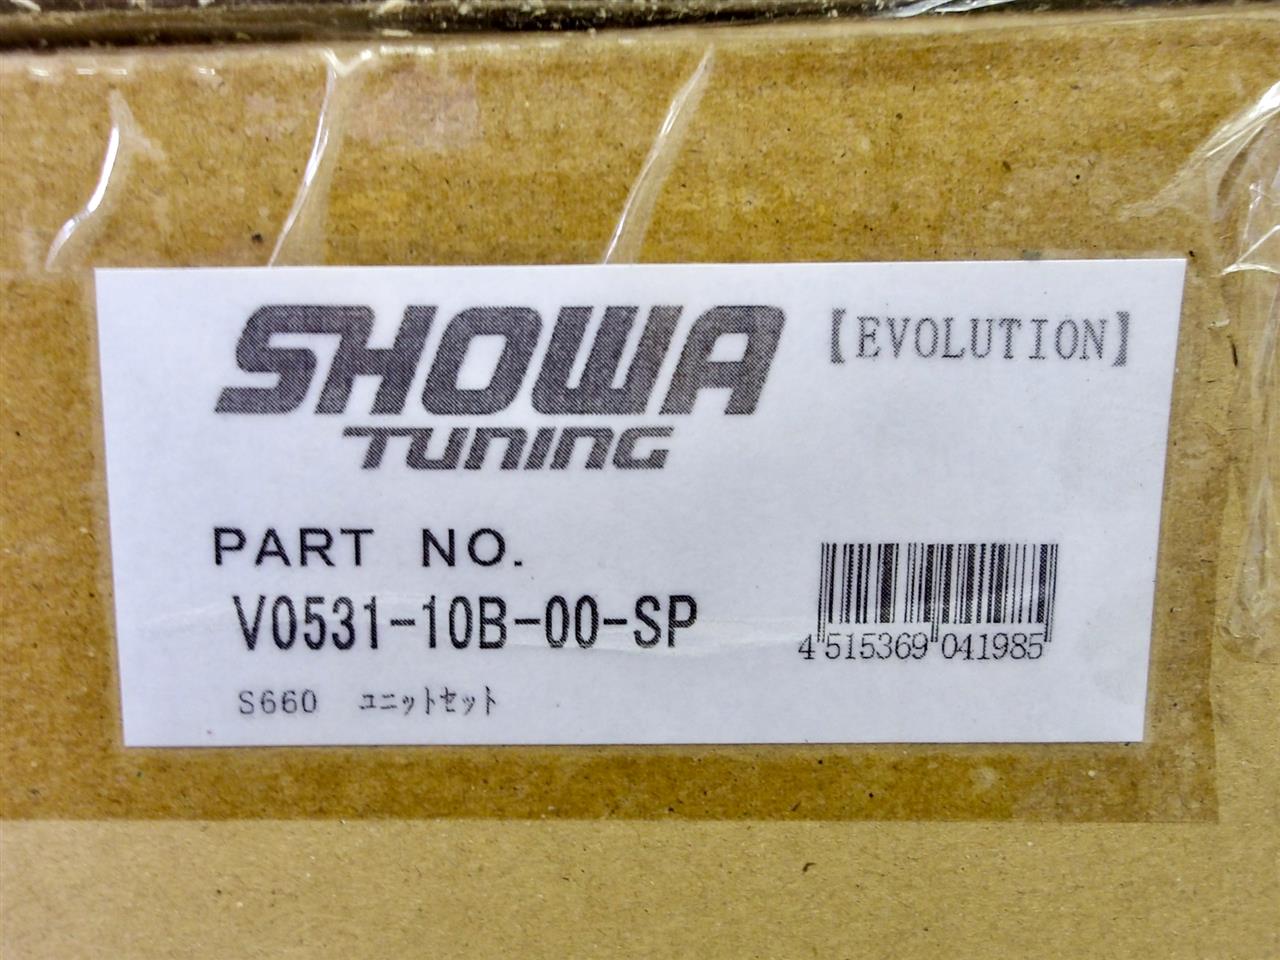 SHOWA
TUNING
【EVOLUTION】
PART NO.
V0531-10B-00-SP
4 515369 041985
S660 ユニットセット